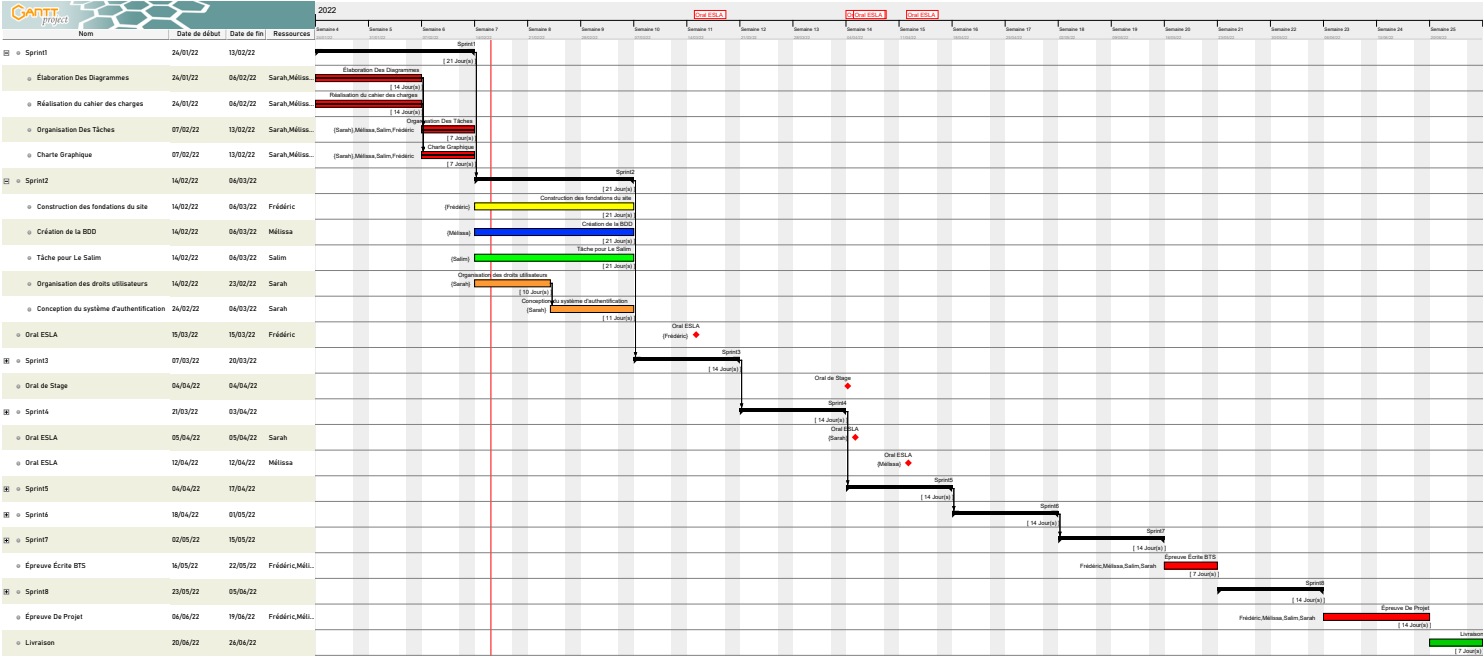 GANTT
project
2022
Oral ESLA
Oral ESLA
Oral ESLA
Nom Date de début Date de fin Ressources
Semaine 4 Semaine 5 Semaine 6 Semaine 7 Semaine 8 Semaine 9 Semaine 10 Semaine 11 Semaine 12 Semaine 13 Semaine 14 Semaine 15 Semaine 16 Semaine 17 Semaine 18 Semaine 19 Semaine 20 Semaine 21 Semaine 22 Semaine 23 Semaine 24 Semaine 25
Sprint1 24/01/22 13/02/22
Sprint1
[ 21 Jour(s) ]
Élaboration Des Diagrammes 24/01/22 06/02/22 Sarah,Méliss...
Élaboration Des Diagrammes
[ 14 Jour(s) ]
Réalisation du cahier des charges 24/01/22 06/02/22 Sarah,Méliss...
Réalisation du cahier des charges
[ 14 Jour(s) ]
Organisation Des Tâches 07/02/22 13/02/22 Sarah,Méliss...
Organisation Des Tâches
{Sarah},Mélissa,Salim,Frédéric
[ 7 Jour(s) ]
Charte Graphique 07/02/22 13/02/22 Sarah,Méliss...
Charte Graphique
{Sarah},Mélissa,Salim,Frédéric
[ 7 Jour(s) ]
Sprint2 14/02/22 06/03/22
Sprint2
[ 21 Jour(s) ]
Construction des fondations du site 14/02/22 06/03/22 Frédéric
Construction des fondations du site
{Frédéric}
[ 21 Jour(s) ]
Création de la BDD 14/02/22 06/03/22 Mélissa
Création de la BDD
{Mélissa}
[ 21 Jour(s) ]
Tâche pour Le Salim 14/02/22 06/03/22 Salim
Tâche pour Le Salim
{Salim}
[ 21 Jour(s) ]
Organisation des droits utilisateurs 14/02/22 23/02/22 Sarah
Organisation des droits utilisateurs
{Sarah}
[ 10 Jour(s) ]
Conception du système d'authentification 24/02/22 06/03/22 Sarah
Conception du système d'authentification
{Sarah}
[ 11 Jour(s) ]
Oral ESLA 15/03/22 15/03/22 Frédéric
Oral ESLA
{Frédéric}
Sprint3 07/03/22 20/03/22
Sprint3
[ 14 Jour(s) ]
Oral de Stage 04/04/22 04/04/22
Oral de Stage
Sprint4 21/03/22 03/04/22
Sprint4
[ 14 Jour(s) ]
Oral ESLA 05/04/22 05/04/22 Sarah
Oral ESLA
{Sarah}
Oral ESLA 12/04/22 12/04/22 Mélissa
Oral ESLA
{Mélissa}
Sprint5 04/04/22 17/04/22
Sprint5
[ 14 Jour(s) ]
Sprint6 18/04/22 01/05/22
Sprint6
[ 14 Jour(s) ]
Sprint7 02/05/22 15/05/22
Sprint7
[ 14 Jour(s) ]
Épreuve Écrite BTS 16/05/22 22/05/22 Frédéric,Méli...
Épreuve Écrite BTS
Frédéric,Mélissa,Salim,Sarah
[ 7 Jour(s) ]
Sprint8 23/05/22 05/06/22
Sprint8
[ 14 Jour(s) ]
Épreuve De Projet 06/06/22 19/06/22 Frédéric,Méli...
Épreuve De Projet
Frédéric,Mélissa,Salim,Sarah
[ 14 Jour(s) ]
Livraison 20/06/22 26/06/22
Livraison
[ 7 Jour(s) ]